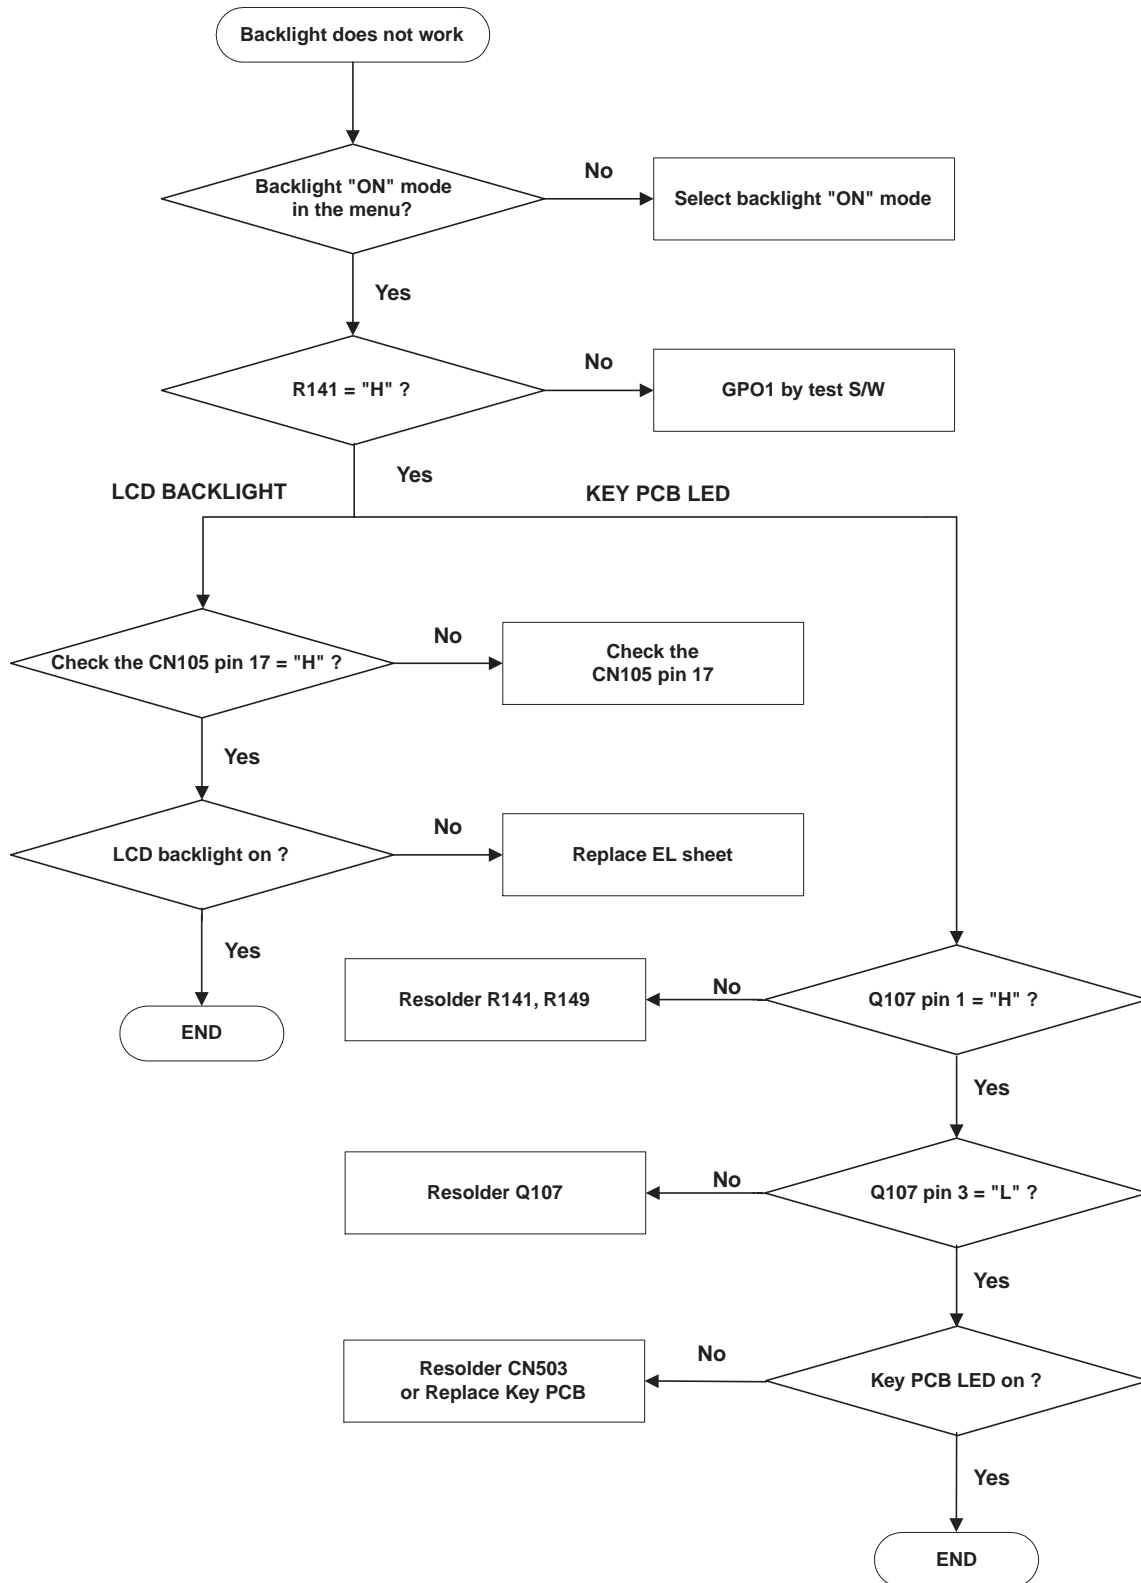 Backlight does not work
Backlight "ON" mode
in the menu?
No
Select backlight "ON" mode
Yes
R141 = "H" ?
No
GPO1 by test S/W
Yes
LCD BACKLIGHT
KEY PCB LED
Check the CN105 pin 17 = "H" ?
No
Check the
CN105 pin 17
Yes
LCD backlight on ?
No
Replace EL sheet
Yes
END
Q107 pin 1 = "H" ?
No
Resolder R141, R149
Yes
Q107 pin 3 = "L" ?
No
Resolder Q107
Yes
Key PCB LED on ?
No
Resolder CN503
or Replace Key PCB
Yes
END